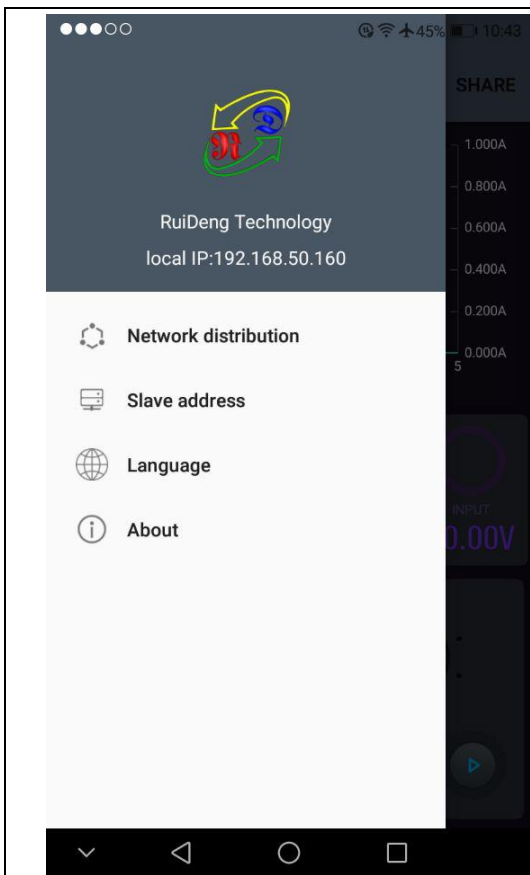 45% 10:43
SHARE
RuiDeng Technology
local IP:192.168.50.160
Network distribution
Slave address
Language
About
1.000A
0.800A
0.600A
0.400A
0.200A
0.000A
5
INPUT
0.00V